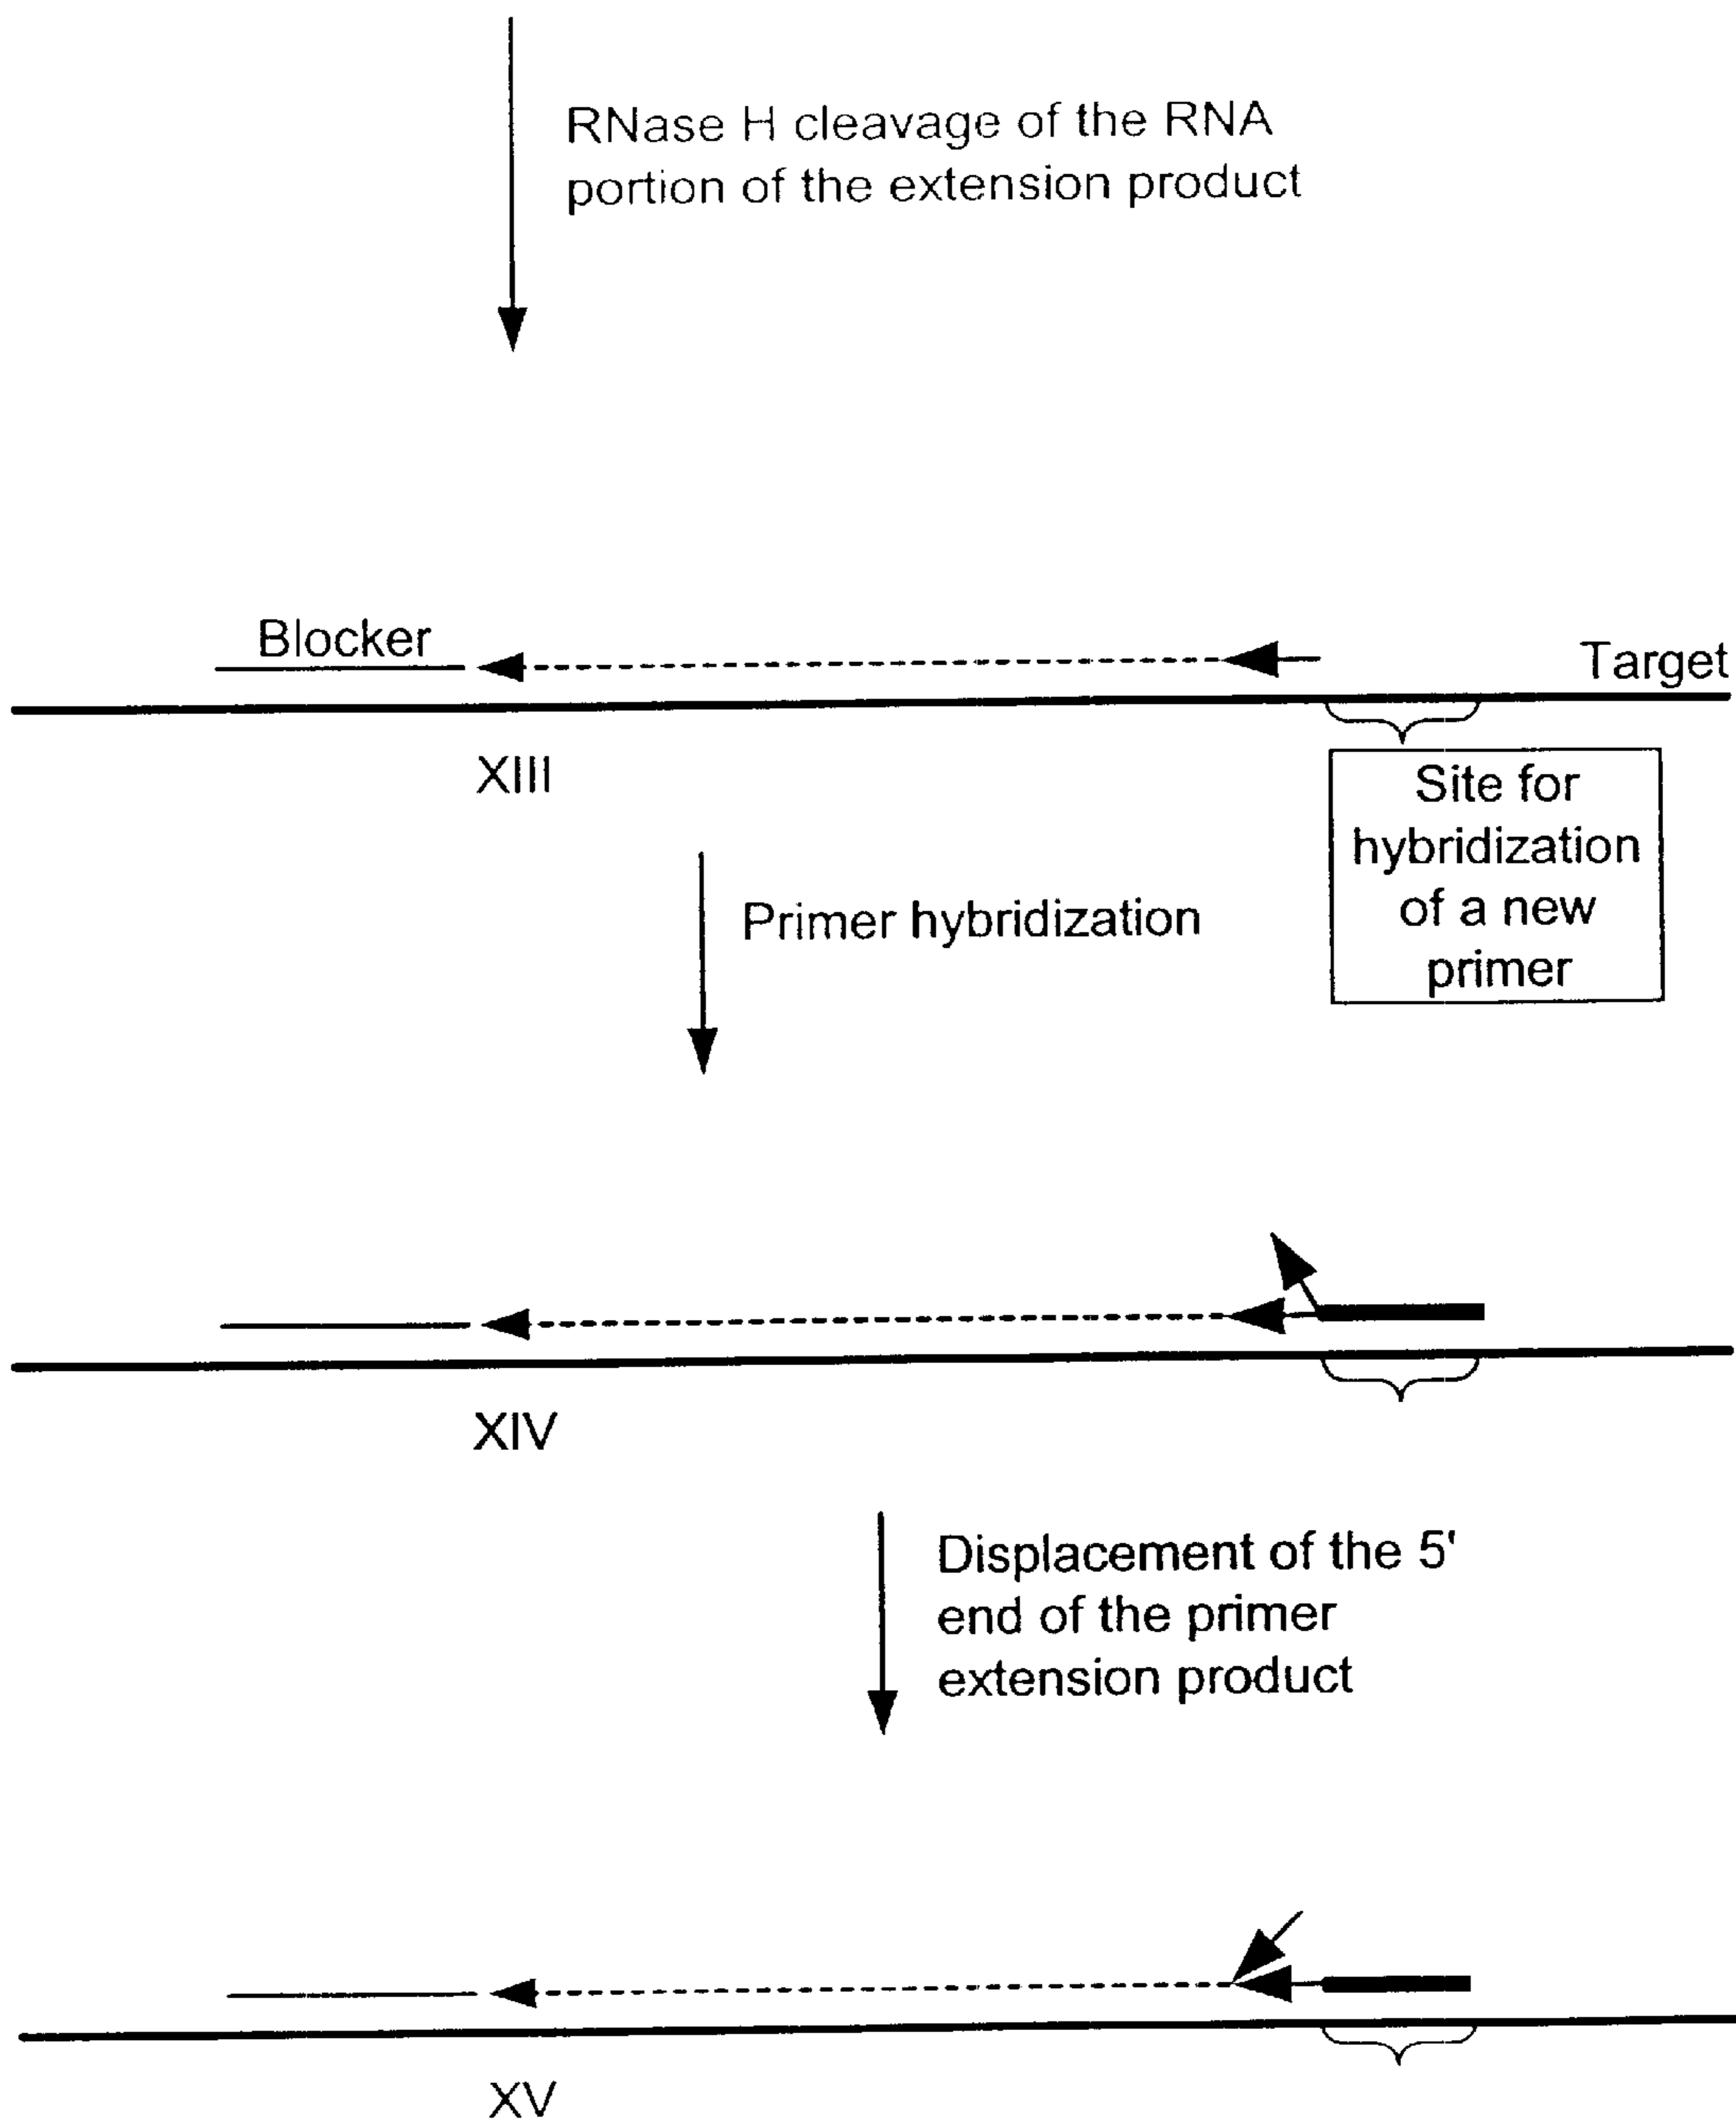 RNase H cleavage of the RNA
portion of the extension product
Blocker
Target
XIII
Site for
hybridization
of a new
primer
Primer hybridization
XIV
Displacement of the 5'
end of the primer
extension product
XV